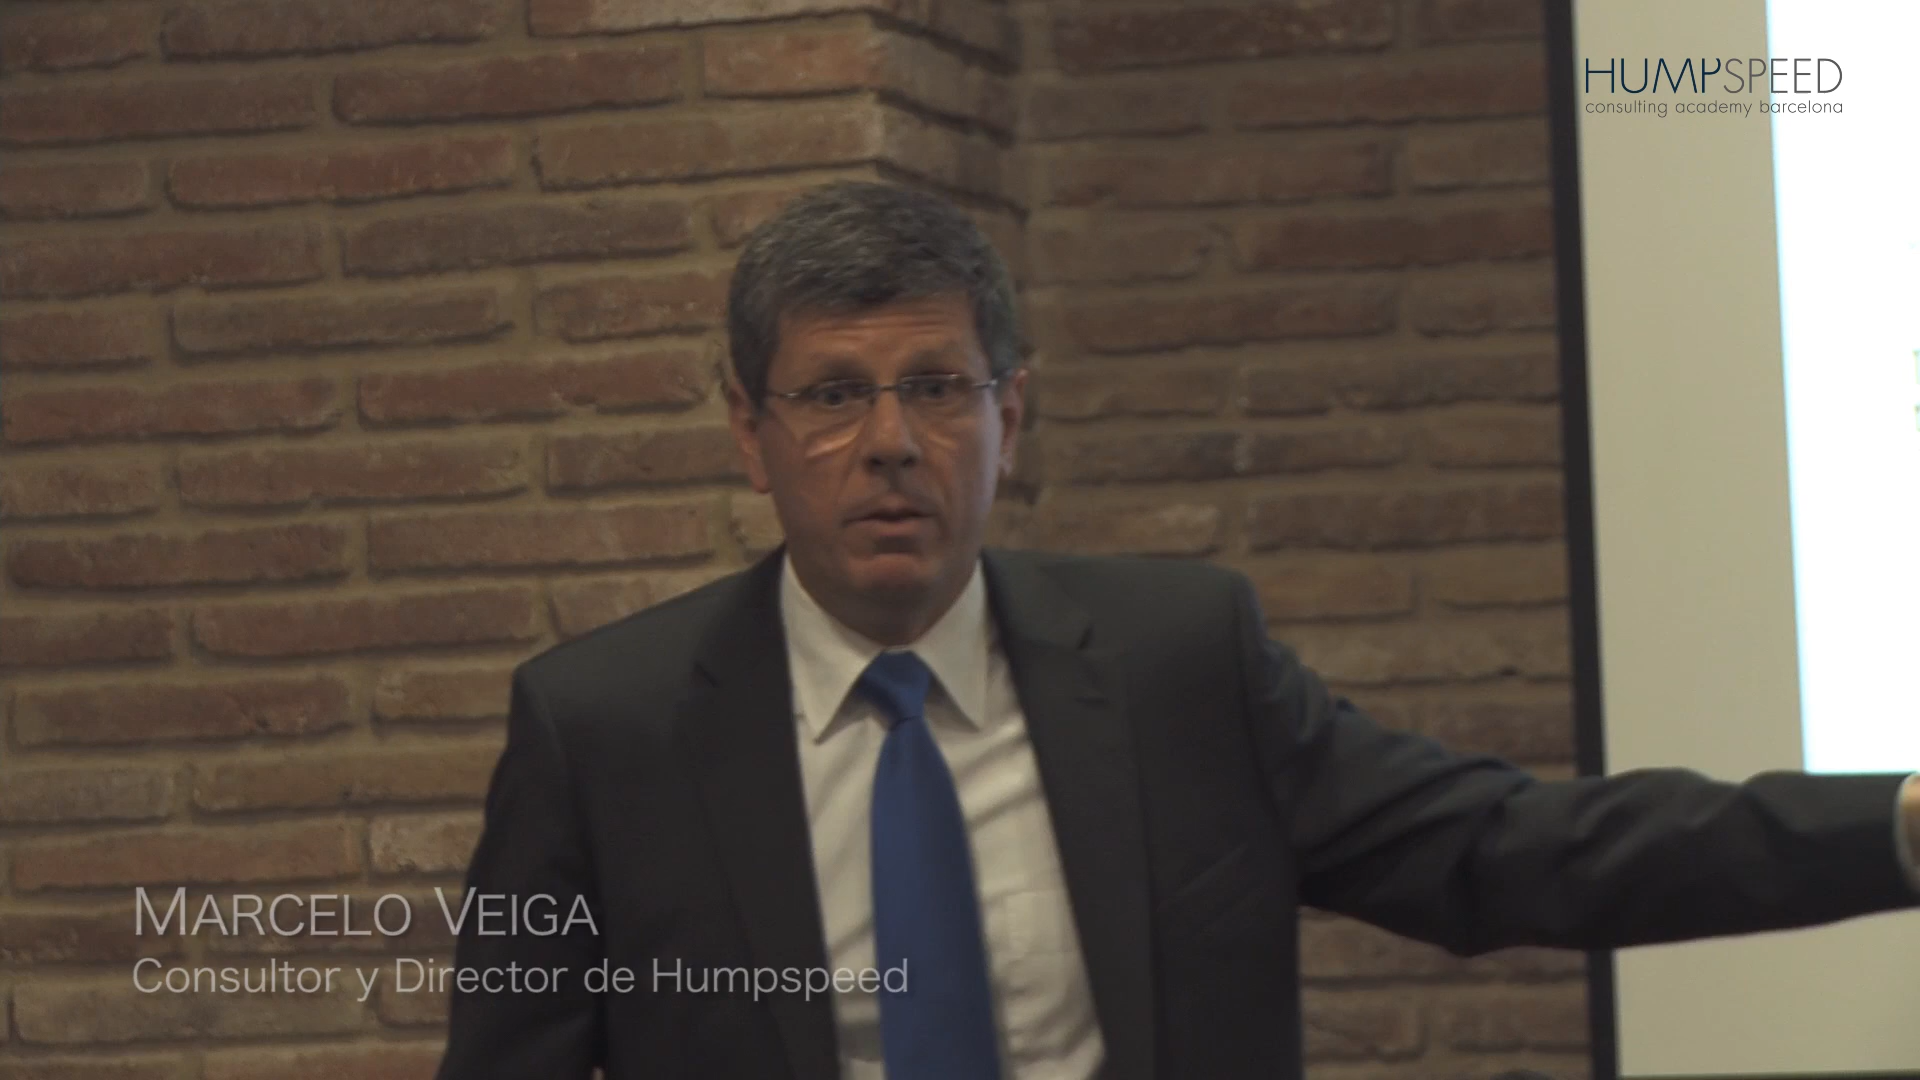 HUMPSPEED
consulting academy barcelona
MARCELO VEIGA
Consultor y Director de Humpspeed